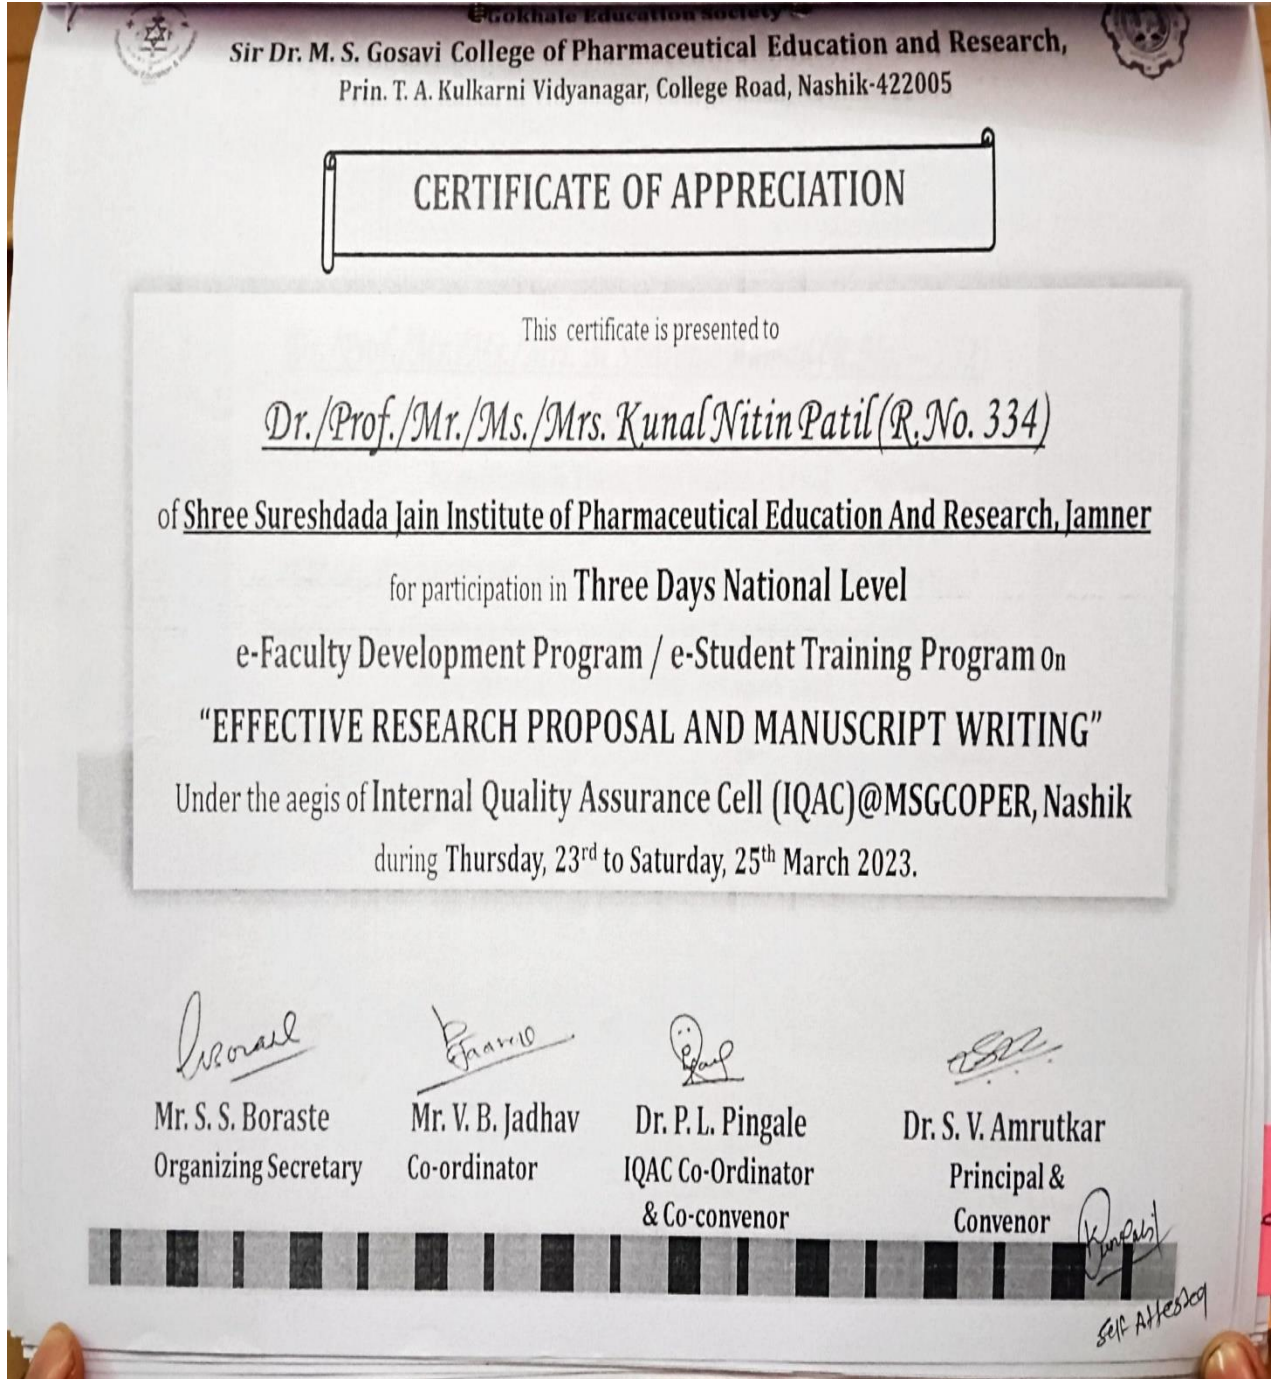 Gokhale Education Society's
Sir Dr. M. S. Gosavi College of Pharmaceutical Education and Research,
Prin. T. A. Kulkarni Vidyanagar, College Road, Nashik-422005
CERTIFICATE OF APPRECIATION
This certificate is presented to
Dr./Prof./Mr./Ms./Mrs. Kunal Nitin Patil (R.No. 334)
of Shree Sureshdada Jain Institute of Pharmaceutical Education And Research, Jamner
for participation in Three Days National Level
e-Faculty Development Program / e-Student Training Program On
“EFFECTIVE RESEARCH PROPOSAL AND MANUSCRIPT WRITING”
Under the aegis of Internal Quality Assurance Cell (IQAC)@MSGCOPER, Nashik
during Thursday, 23rd to Saturday, 25th March 2023.
Mr. S. S. Boraste
Organizing Secretary
Mr. V. B. Jadhav
Co-ordinator
Dr. P. L. Pingale
IQAC Co-Ordinator
& Co-convenor
Dr. S. V. Amrutkar
Principal &
Convenor
Self Attested